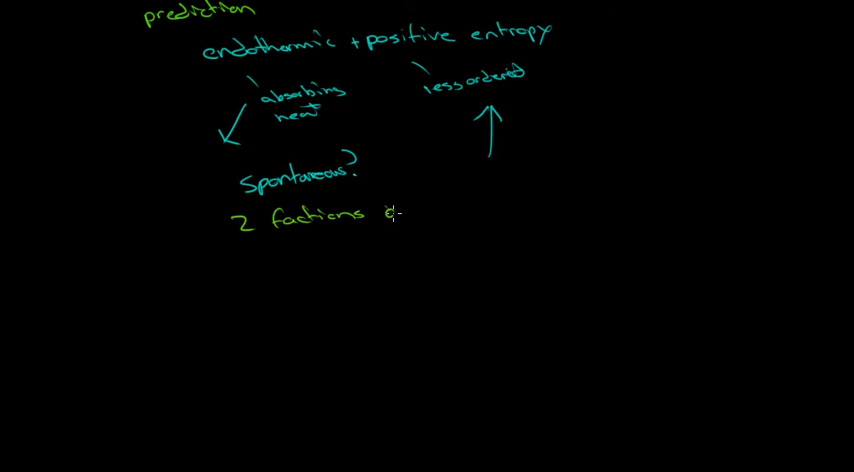 prediction
endothermic + positive entropy
absorbing
heat
less ordered
Spontaneous?
2 factions